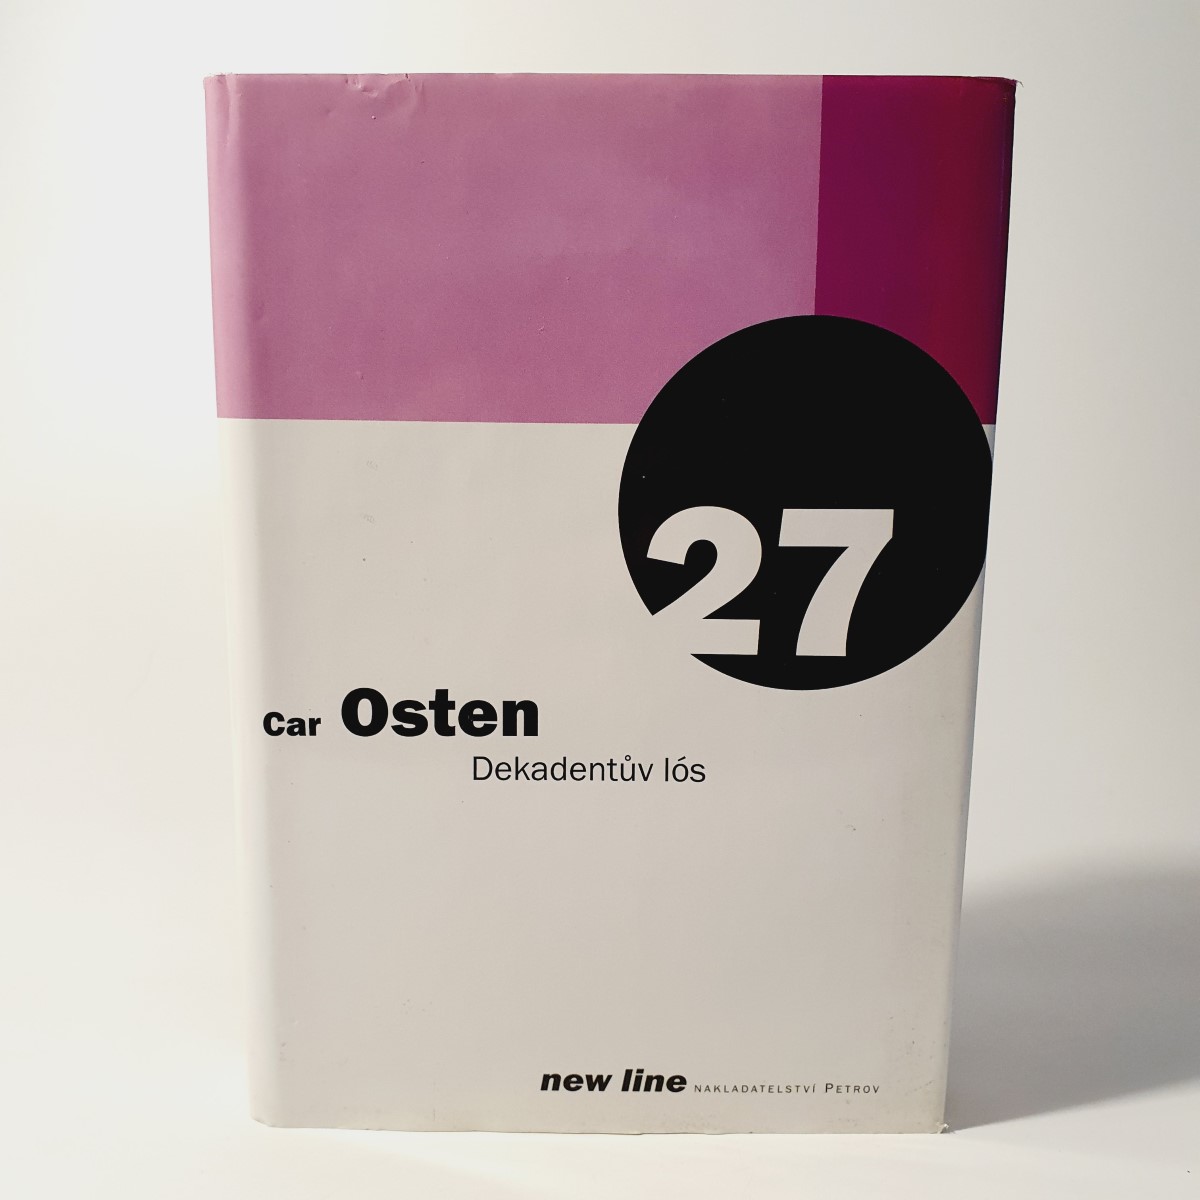 27
Car Osten
Dekadentův lós
new line NAKLADATELSTVÍ PETROV